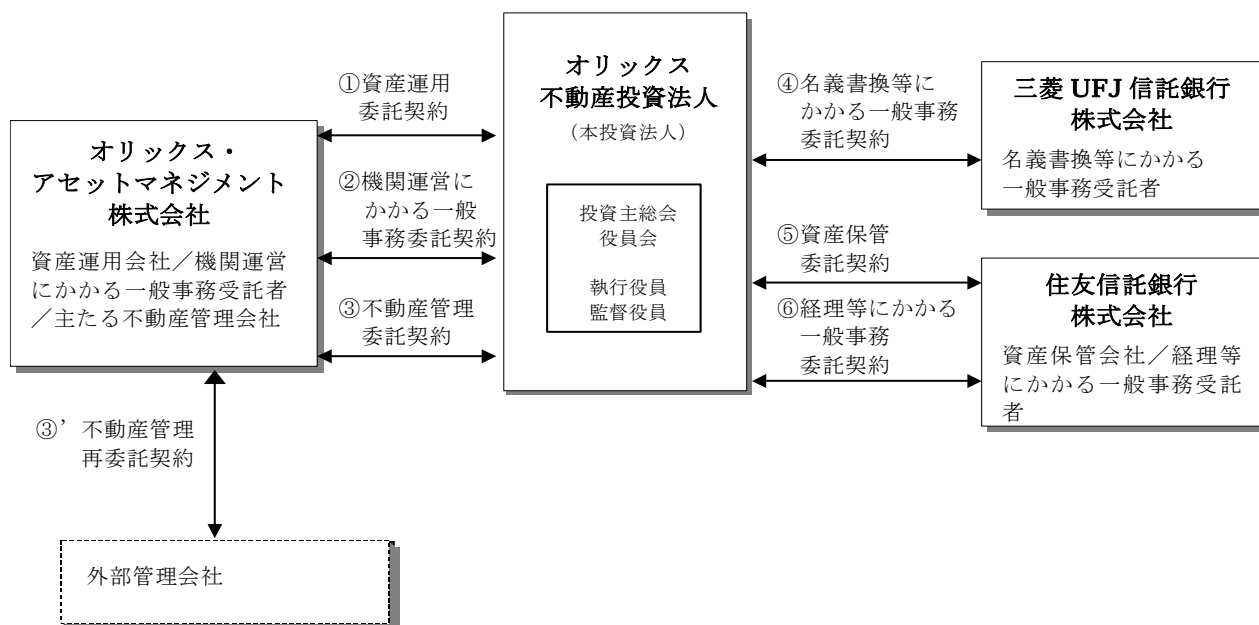 オリックス・
アセットマネジメント
株式会社
資産運用会社／機関運営
にかかる一般事務受託者
／主たる不動産管理会社
①資産運用
委託契約
②機関運営に
かかる一般
事務委託契約
③不動産管理
委託契約
③’不動産管理
再委託契約
外部管理会社
オリックス
不動産投資法人
（本投資法人）
投資主総会
役員会
執行役員
監督役員
④名義書換等に
かかる一般事務
委託契約
⑤資産保管
委託契約
⑥経理等にかかる
一般事務
委託契約
三菱 UFJ 信託銀行
株式会社
名義書換等にかかる
一般事務受託者
住友信託銀行
株式会社
資産保管会社／経理等
にかかる一般事務受託
者